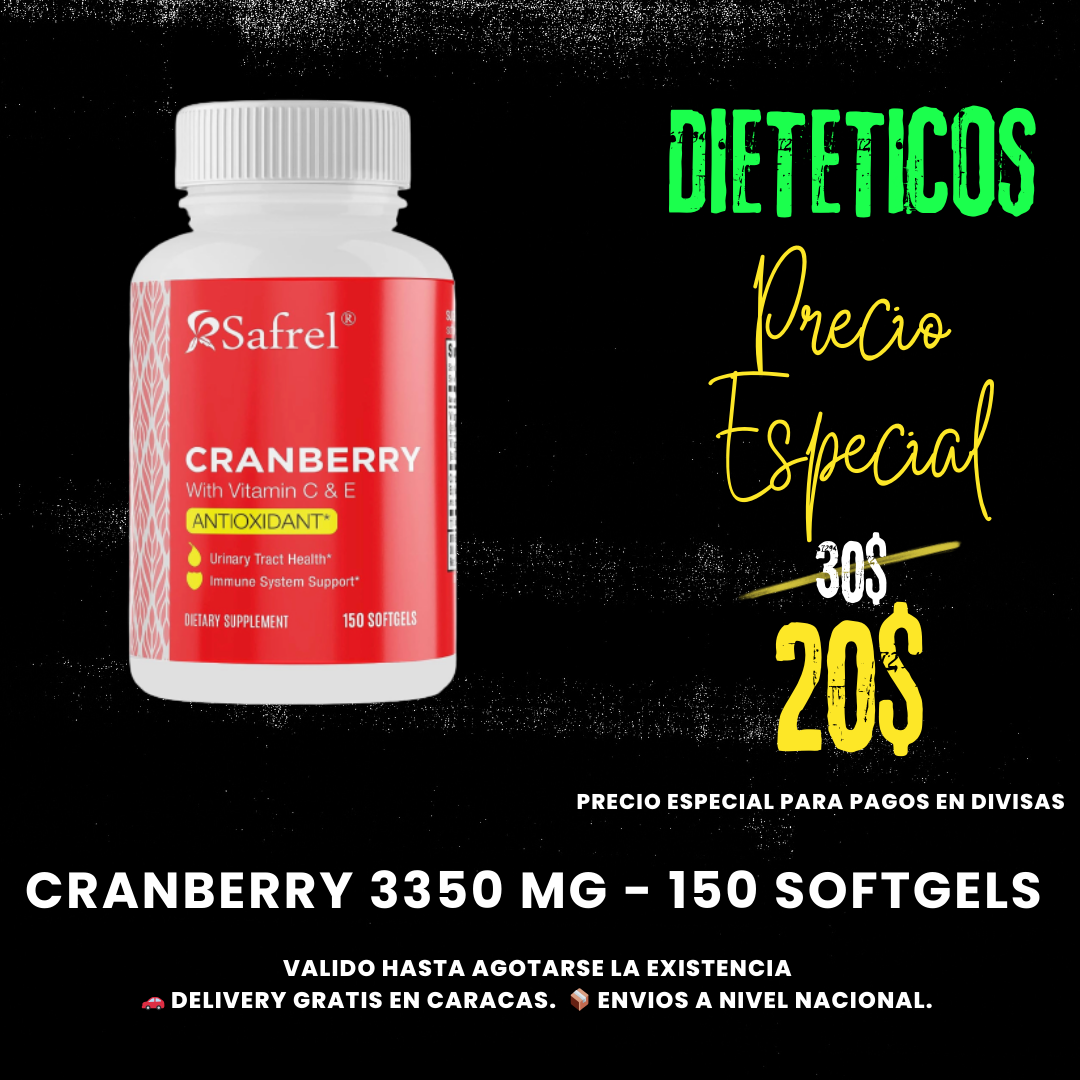 DIETETICOS
Precio
Especial
30$
20$
PRECIO ESPECIAL PARA PAGOS EN DIVISAS
Safrel®
CRANBERRY
With Vitamin C & E
ANTIOXIDANT*
Urinary Tract Health*
Immune System Support*
DIETARY SUPPLEMENT 150 SOFTGELS
CRANBERRY 3350 MG - 150 SOFTGELS
VALIDO HASTA AGOTARSE LA EXISTENCIA
🚗 DELIVERY GRATIS EN CARACAS. 📦 ENVIOS A NIVEL NACIONAL.